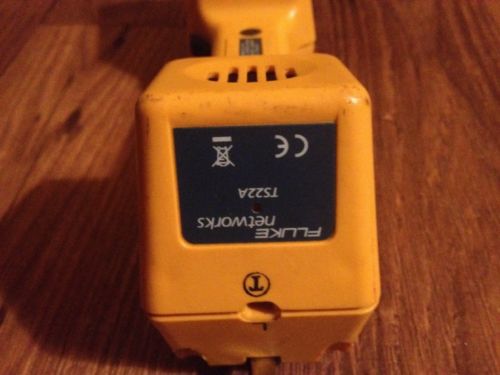 FLUKE
networks
TS22A
CE
T